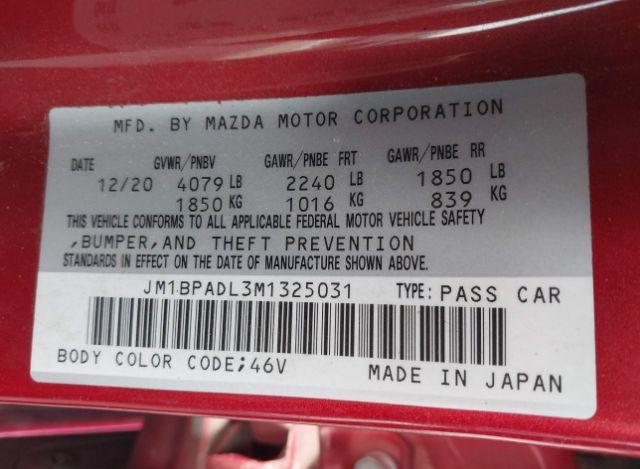 MFD. BY MAZDA MOTOR CORPORATION
DATE GVWR/PNBV GAWR/PNBE FRT GAWR/PNBE RR
12/20 4079 LB 2240 LB 1850 LB
1850 KG 1016 KG 839 KG
THIS VEHICLE CONFORMS TO ALL APPLICABLE FEDERAL MOTOR VEHICLE SAFETY
,BUMPER,AND THEFT PREVENTION
STANDARDS IN EFFECT ON THE DATE OF MANUFACTURE SHOWN ABOVE.
JM1BPADL3M1325031 TYPE: PASS CAR
BODY COLOR CODE;46V MADE IN JAPAN